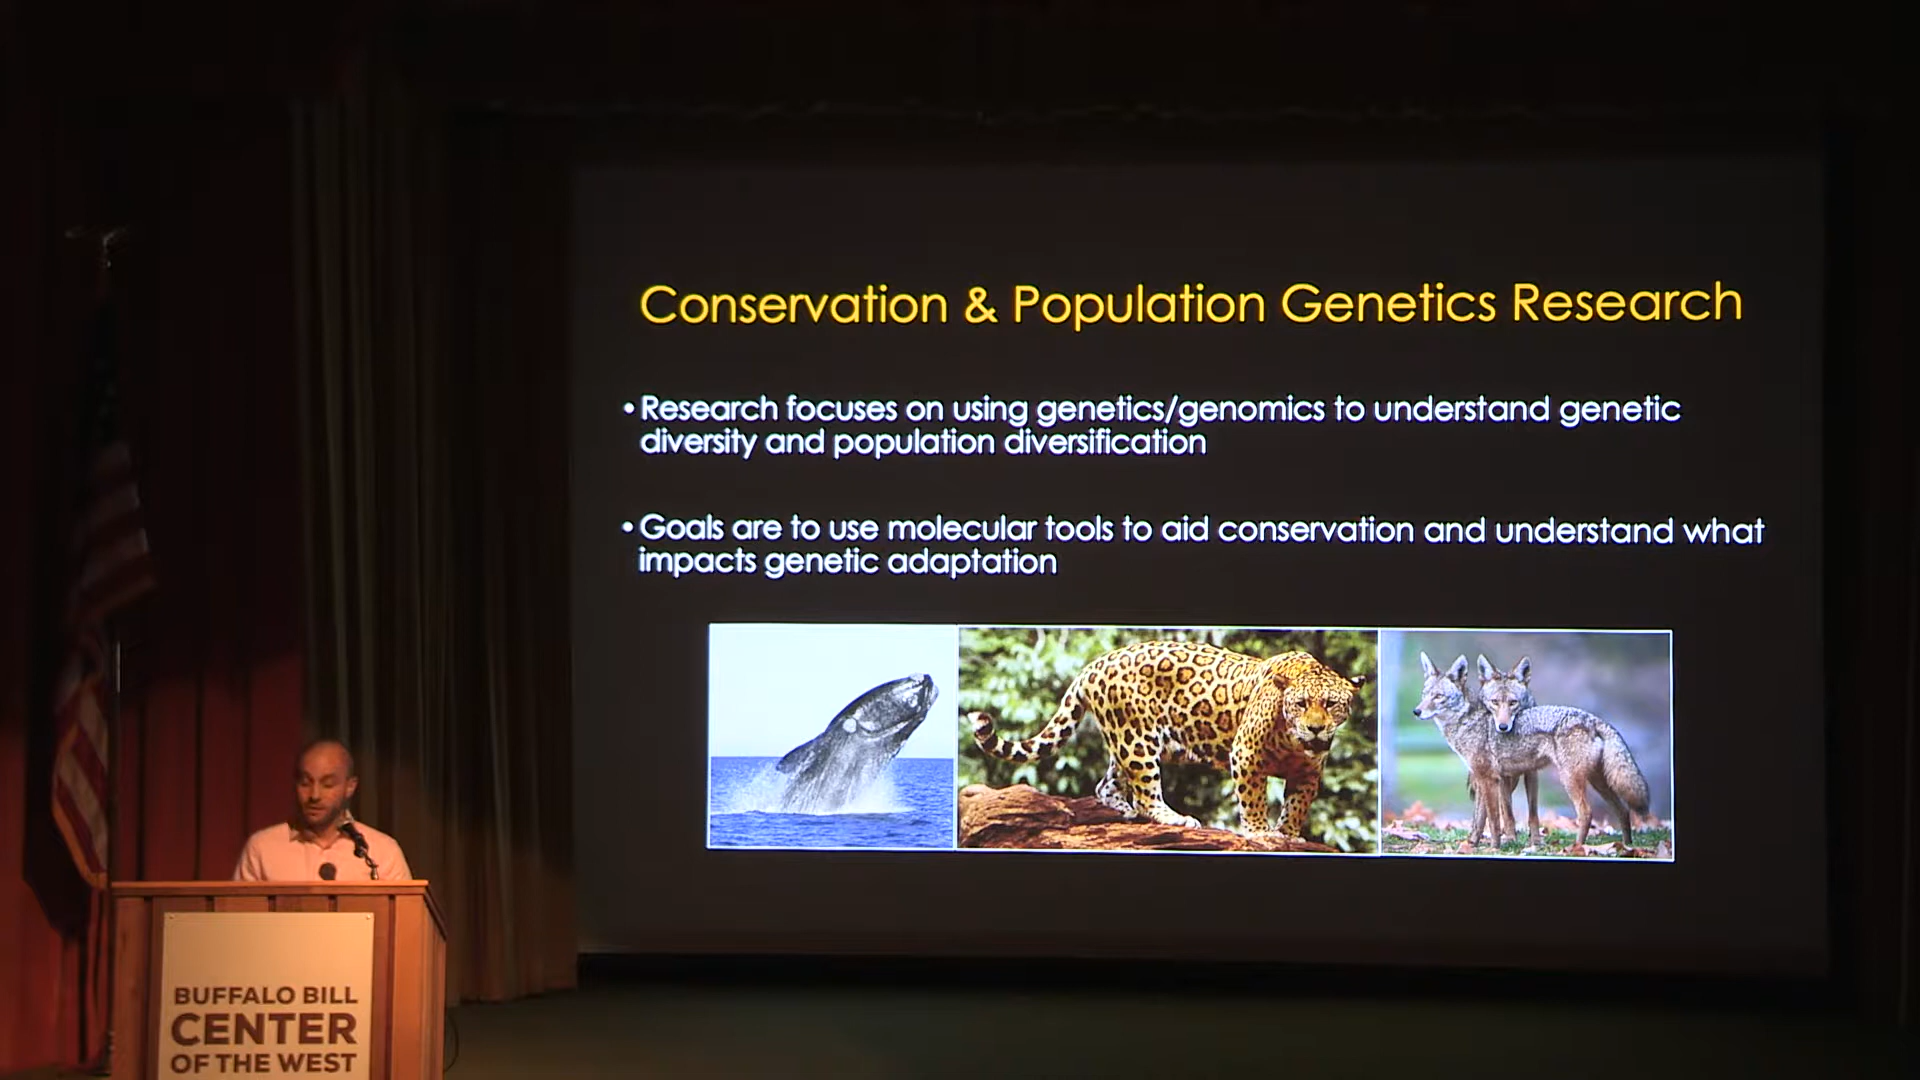 Conservation & Population Genetics Research
• Research focuses on using genetics/genomics to understand genetic
diversity and population diversification
• Goals are to use molecular tools to aid conservation and understand what
impacts genetic adaptation
BUFFALO BILL
CENTER
OF THE WEST